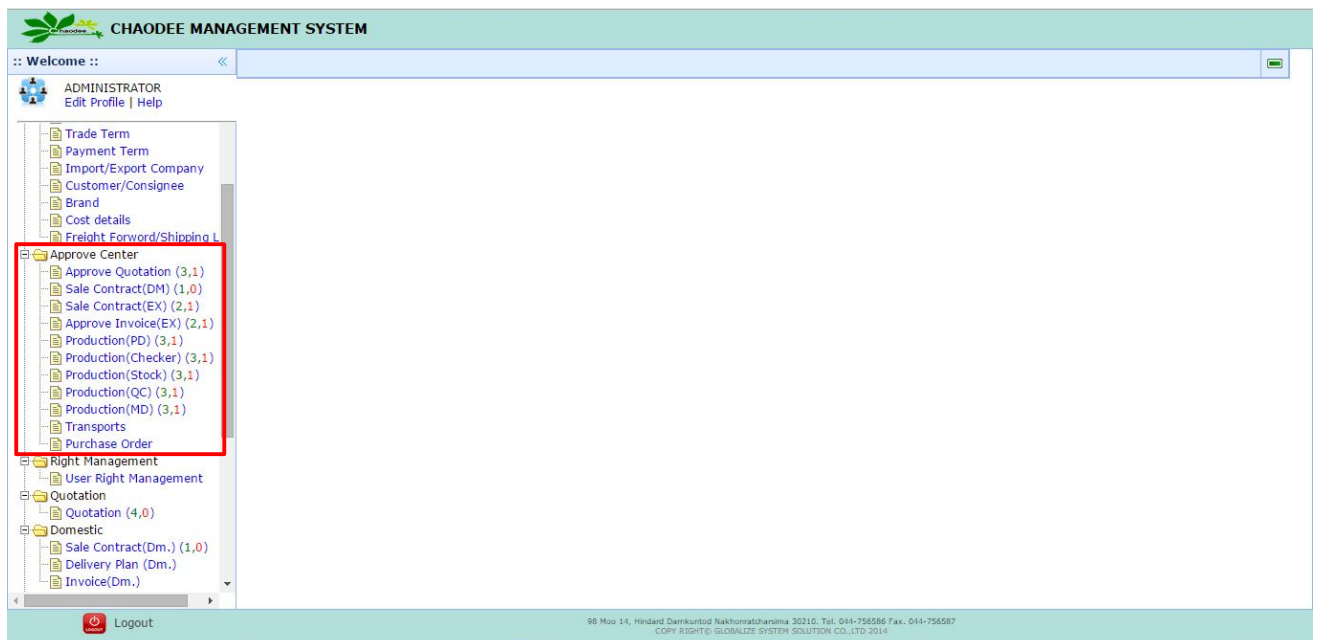 Chaodee
CHAODEE MANAGEMENT SYSTEM
:: Welcome ::
ADMINISTRATOR
Edit Profile | Help
Trade Term
Payment Term
Import/Export Company
Customer/Consignee
Brand
Cost details
Freight Forword/Shipping L
Approve Center
Approve Quotation (3,1)
Sale Contract(DM) (1,0)
Sale Contract(EX) (2,1)
Approve Invoice(EX) (2,1)
Production(PD) (3,1)
Production(Checker) (3,1)
Production(Stock) (3,1)
Production(QC) (3,1)
Production(MD) (3,1)
Transports
Purchase Order
Right Management
User Right Management
Quotation
Quotation (4,0)
Domestic
Sale Contract(Dm.) (1,0)
Delivery Plan (Dm.)
Invoice(Dm.)
LOGOUT
Logout
98 Moo 14, Hindard Darnkuntod Nakhonratcharsima 30210. Tel. 044-756586 Fax. 044-756587
COPY RIGHT© GLOBALIZE SYSTEM SOLUTION CO.,LTD 2014